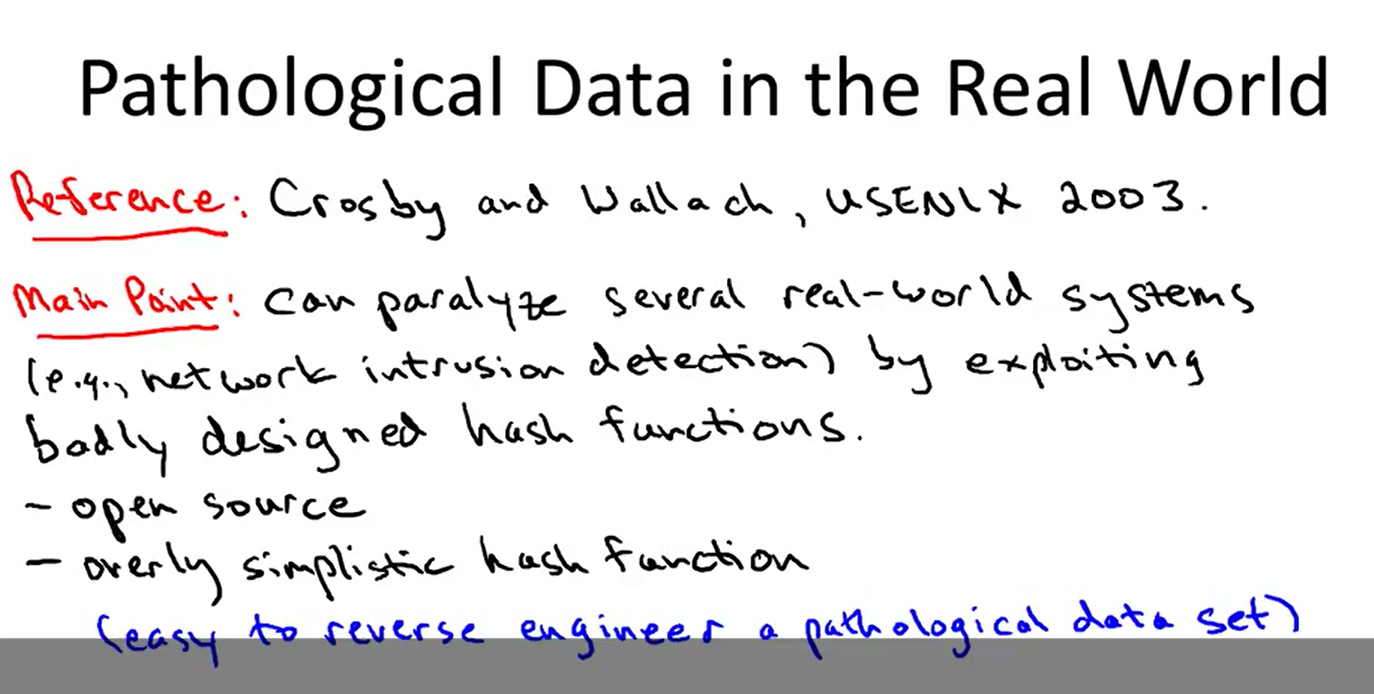 Pathological Data in the Real World
Reference: Crosby and Wallach, USENIX 2003.
Main Point: can paralyze several real-world systems
(e.g., network intrusion detection) by exploiting
badly designed hash functions.
- open source
- overly simplistic hash function
(easy to reverse engineer a pathological data set)